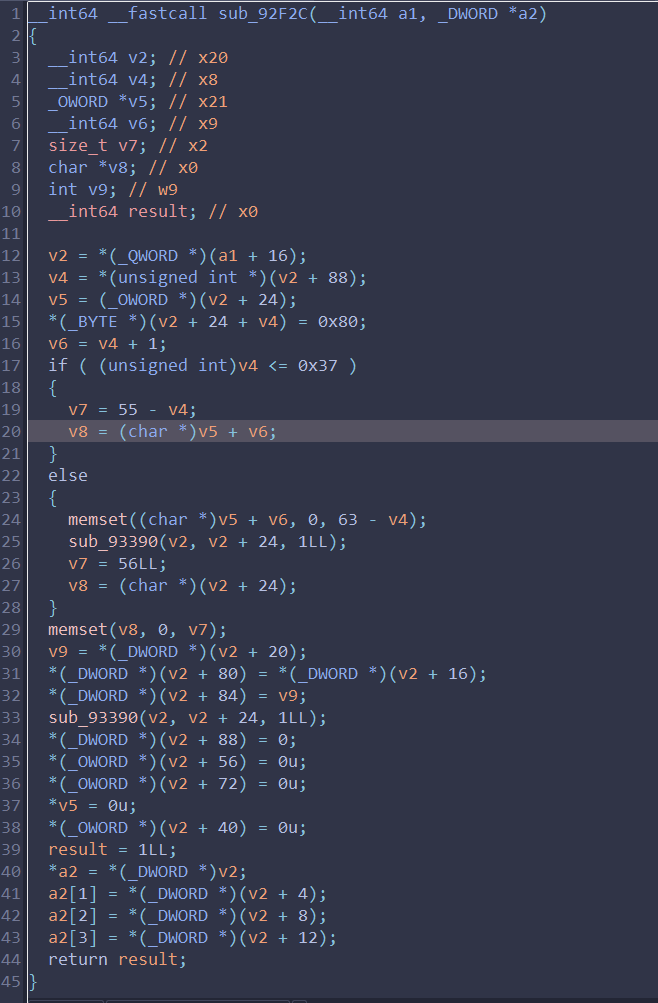 1 __int64 __fastcall sub_92F2C(__int64 a1, _DWORD *a2)
2 {
3   __int64 v2; // x20
4   __int64 v4; // x8
5   _OWORD *v5; // x21
6   __int64 v6; // x9
7   size_t v7; // x2
8   char *v8; // x0
9   int v9; // w9
10   __int64 result; // x0
11
12   v2 = *(_QWORD *)(a1 + 16);
13   v4 = *(unsigned int *)(v2 + 88);
14   v5 = (_OWORD *)(v2 + 24);
15   *(_BYTE *)(v2 + 24 + v4) = 0x80;
16   v6 = v4 + 1;
17   if ( (unsigned int)v4 <= 0x37 )
18   {
19     v7 = 55 - v4;
20     v8 = (char *)v5 + v6;
21   }
22   else
23   {
24     memset((char *)v5 + v6, 0, 63 - v4);
25     sub_93390(v2, v2 + 24, 1LL);
26     v7 = 56LL;
27     v8 = (char *)(v2 + 24);
28   }
29   memset(v8, 0, v7);
30   v9 = *(_DWORD *)(v2 + 20);
31   *(_DWORD *)(v2 + 80) = *(_DWORD *)(v2 + 16);
32   *(_DWORD *)(v2 + 84) = v9;
33   sub_93390(v2, v2 + 24, 1LL);
34   *(_DWORD *)(v2 + 88) = 0;
35   *(_OWORD *)(v2 + 56) = 0u;
36   *(_OWORD *)(v2 + 72) = 0u;
37   *v5 = 0u;
38   *(_OWORD *)(v2 + 40) = 0u;
39   result = 1LL;
40   *a2 = *(_DWORD *)v2;
41   a2[1] = *(_DWORD *)(v2 + 4);
42   a2[2] = *(_DWORD *)(v2 + 8);
43   a2[3] = *(_DWORD *)(v2 + 12);
44   return result;
45 }